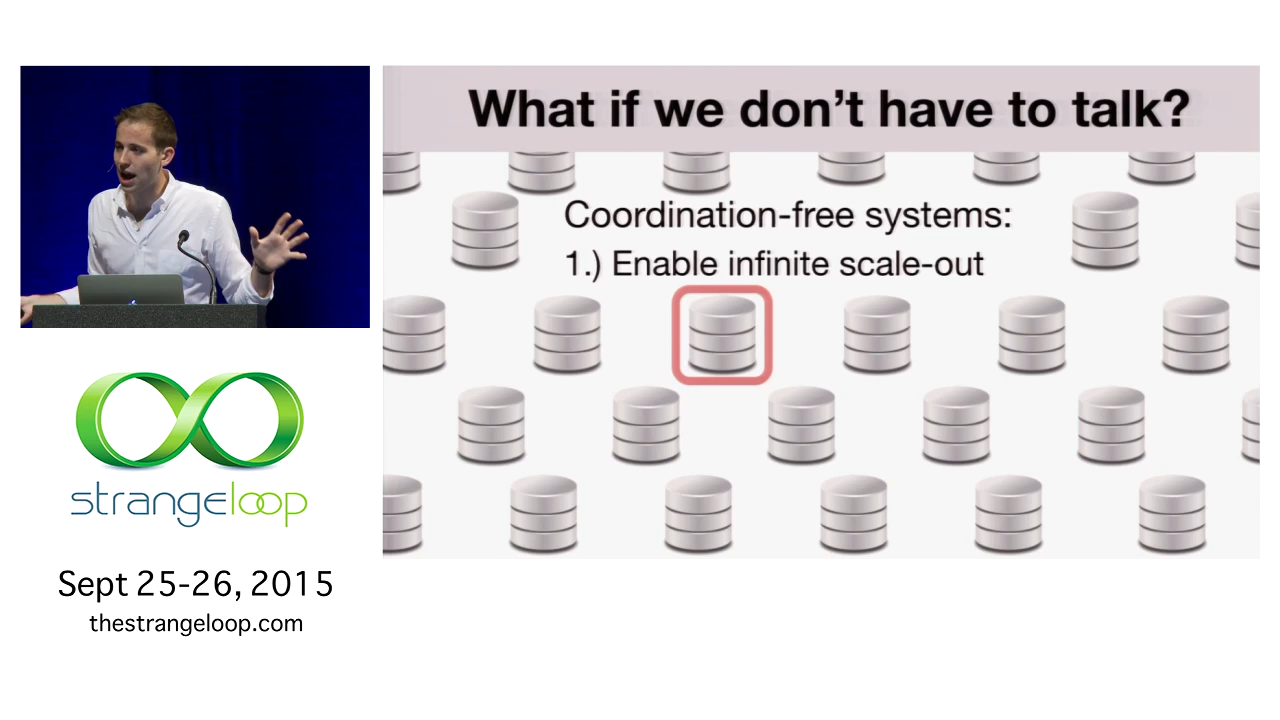 What if we don't have to talk?
Coordination-free systems:
1.) Enable infinite scale-out
strangeloop
Sept 25-26, 2015
thestrangeloop.com